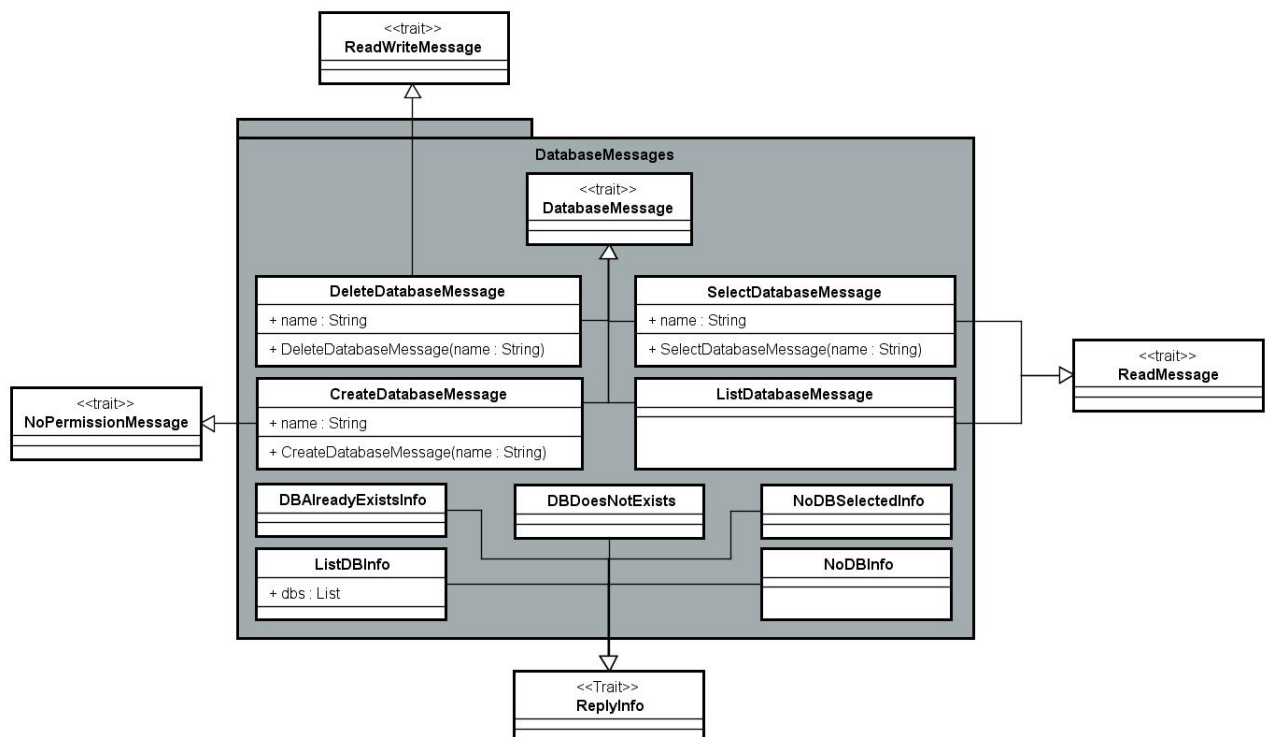 <<trait>>
ReadWriteMessage
DatabaseMessages
<<trait>>
DatabaseMessage
DeleteDatabaseMessage
+ name : String
+ DeleteDatabaseMessage(name : String)
SelectDatabaseMessage
+ name : String
+ SelectDatabaseMessage(name : String)
<<trait>>
ReadMessage
<<trait>>
NoPermissionMessage
CreateDatabaseMessage
+ name : String
+ CreateDatabaseMessage(name : String)
ListDatabaseMessage
DBAlreadyExistsInfo
DBDoesNotExists
NoDBSelectedInfo
ListDBInfo
+ dbs : List
NoDBInfo
<<Trait>>
ReplyInfo